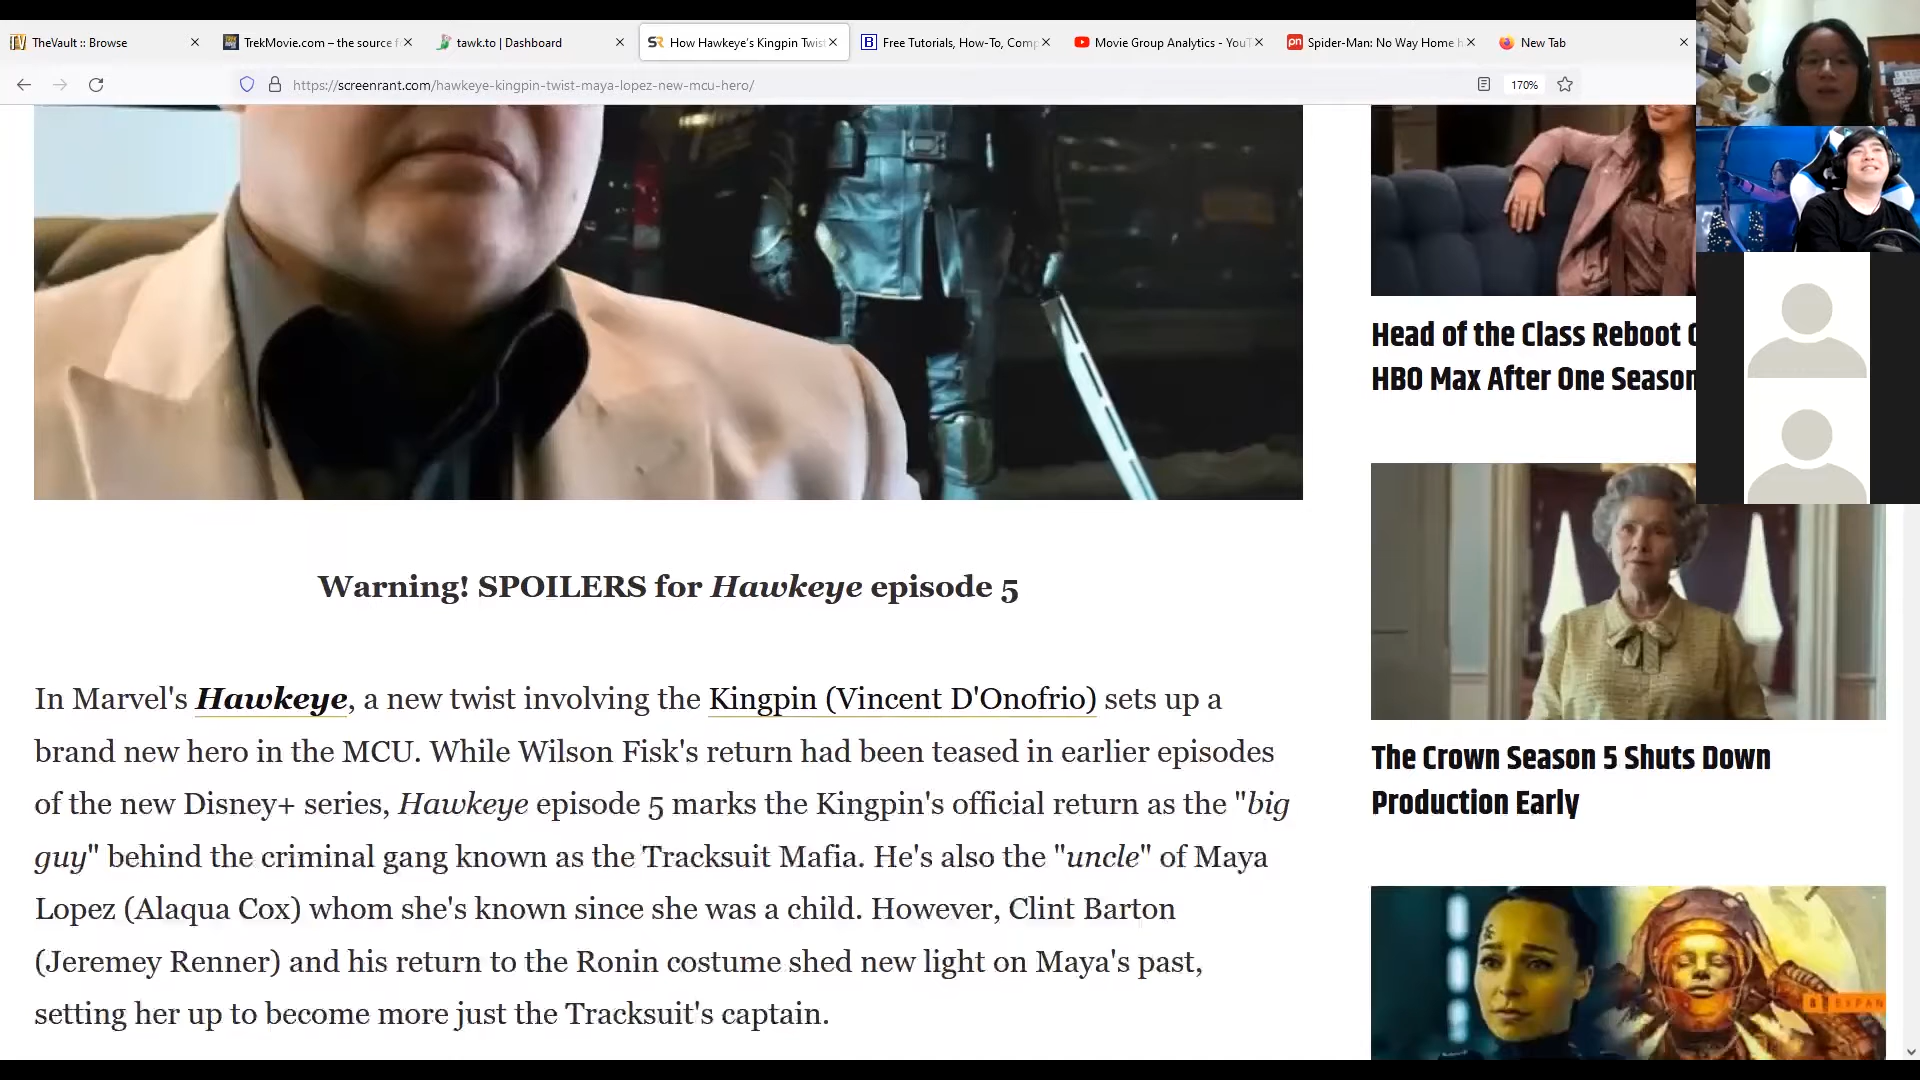 TheVault :: Browse
TrekMovie.com – the source f
tawk.to | Dashboard
How Hawkeye's Kingpin Twis
Free Tutorials, How-To, Com
Movie Group Analytics - YouT
Spider-Man: No Way Home h
New Tab
https://screenrant.com/hawkeye-kingpin-twist-maya-lopez-new-mcu-hero/
170%
Warning! SPOILERS for Hawkeye episode 5
In Marvel's Hawkeye, a new twist involving the Kingpin (Vincent D'Onofrio) sets up a
brand new hero in the MCU. While Wilson Fisk's return had been teased in earlier episodes
of the new Disney+ series, Hawkeye episode 5 marks the Kingpin's official return as the "big
guy" behind the criminal gang known as the Tracksuit Mafia. He's also the "uncle" of Maya
Lopez (Alaqua Cox) whom she's known since she was a child. However, Clint Barton
(Jeremey Renner) and his return to the Ronin costume shed new light on Maya's past,
setting her up to become more just the Tracksuit's captain.
Head of the Class Reboot
HBO Max After One Season
The Crown Season 5 Shuts Down
Production Early